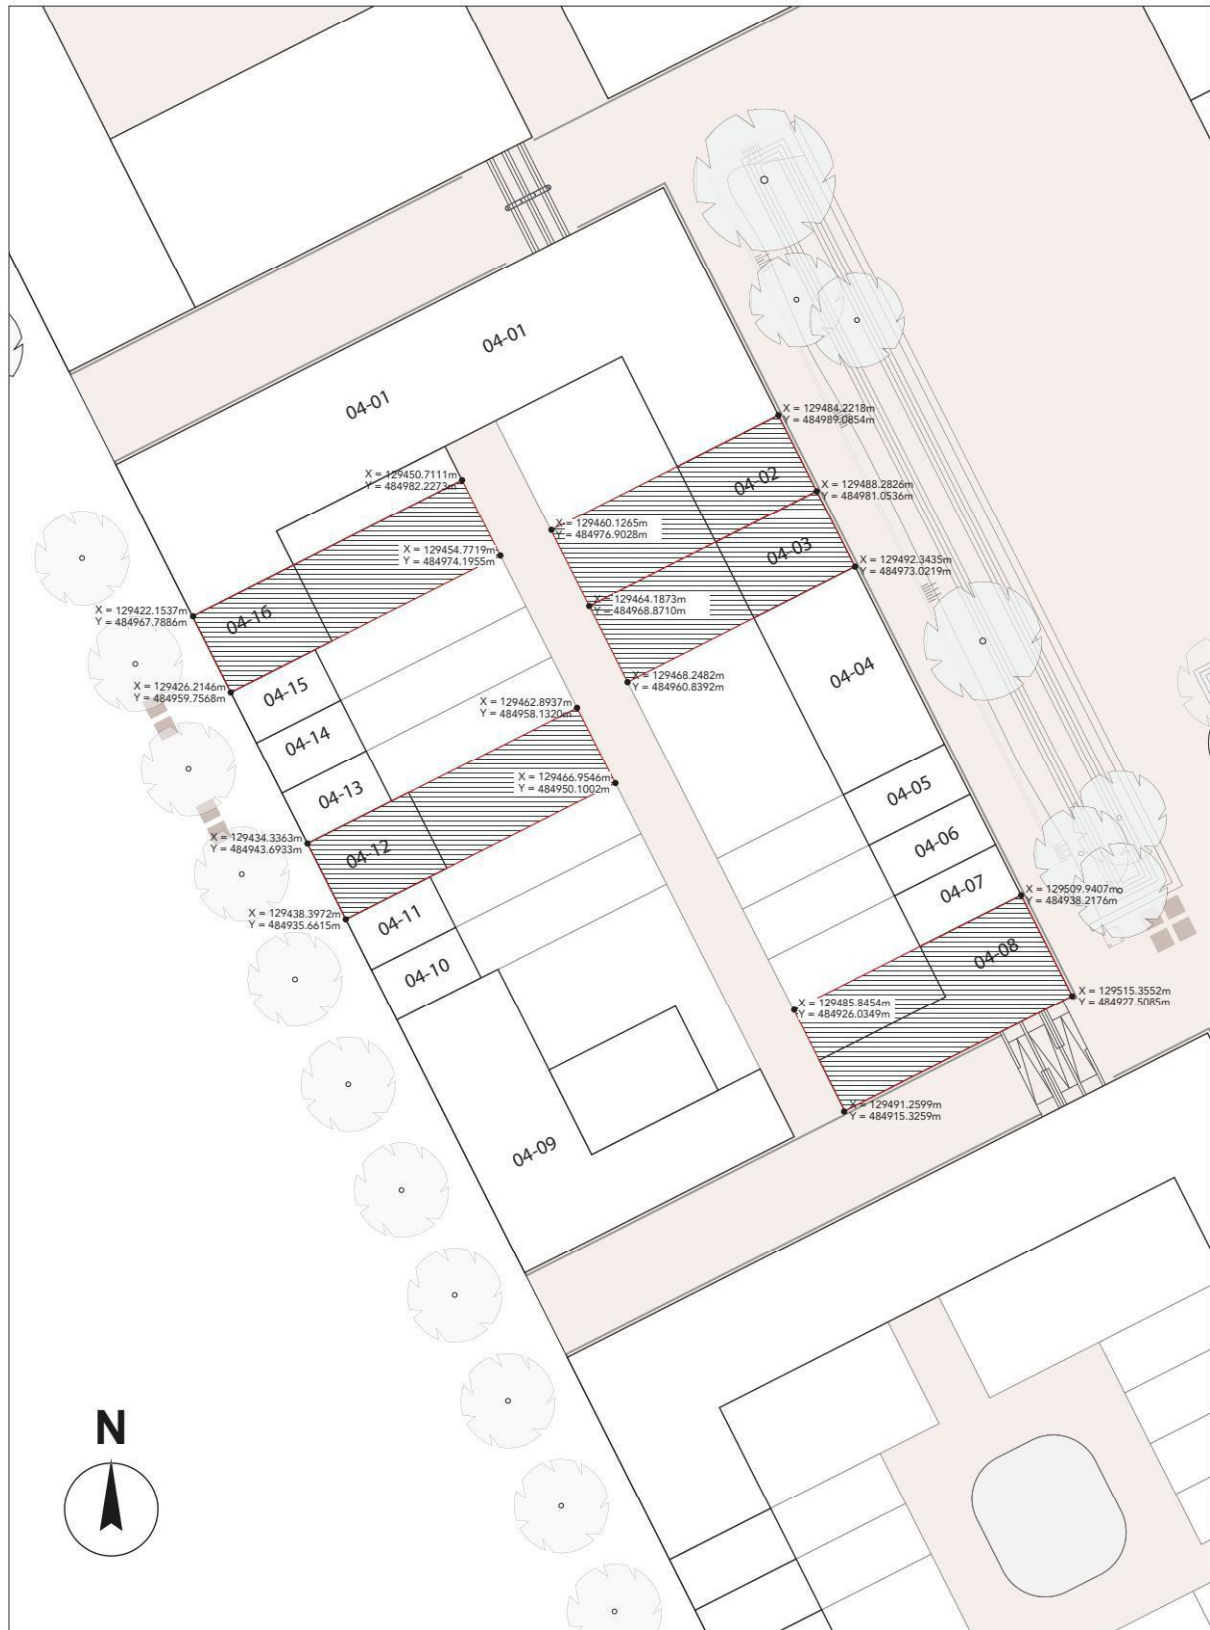 04-01
04-01
X = 129484.2218m
Y = 484989.0854m
X = 129450.7111m
Y = 484982.2273m
04-02
X = 129488.2826m
Y = 484981.0536m
X = 129460.1265m
Y = 484976.9028m
X = 129454.7719m
Y = 484974.1955m
04-03
X = 129492.3435m
Y = 484973.0219m
X = 129464.1873m
Y = 484968.8710m
X = 129422.1537m
Y = 484967.7886m
04-16
X = 129468.2482m
Y = 484960.8392m
04-04
X = 129426.2146m
Y = 484959.7568m
04-15
X = 129462.8937m
Y = 484958.1320m
04-14
X = 129466.9546m
Y = 484950.1002m
04-13
04-05
X = 129434.3363m
Y = 484943.6933m
04-12
04-06
04-07
X = 129509.9407m
Y = 484938.2176m
X = 129438.3972m
Y = 484935.6615m
04-11
04-08
04-10
X = 129515.3552m
Y = 484927.5085m
X = 129485.8454m
Y = 484926.0349m
X = 129491.2599m
Y = 484915.3259m
04-09
N